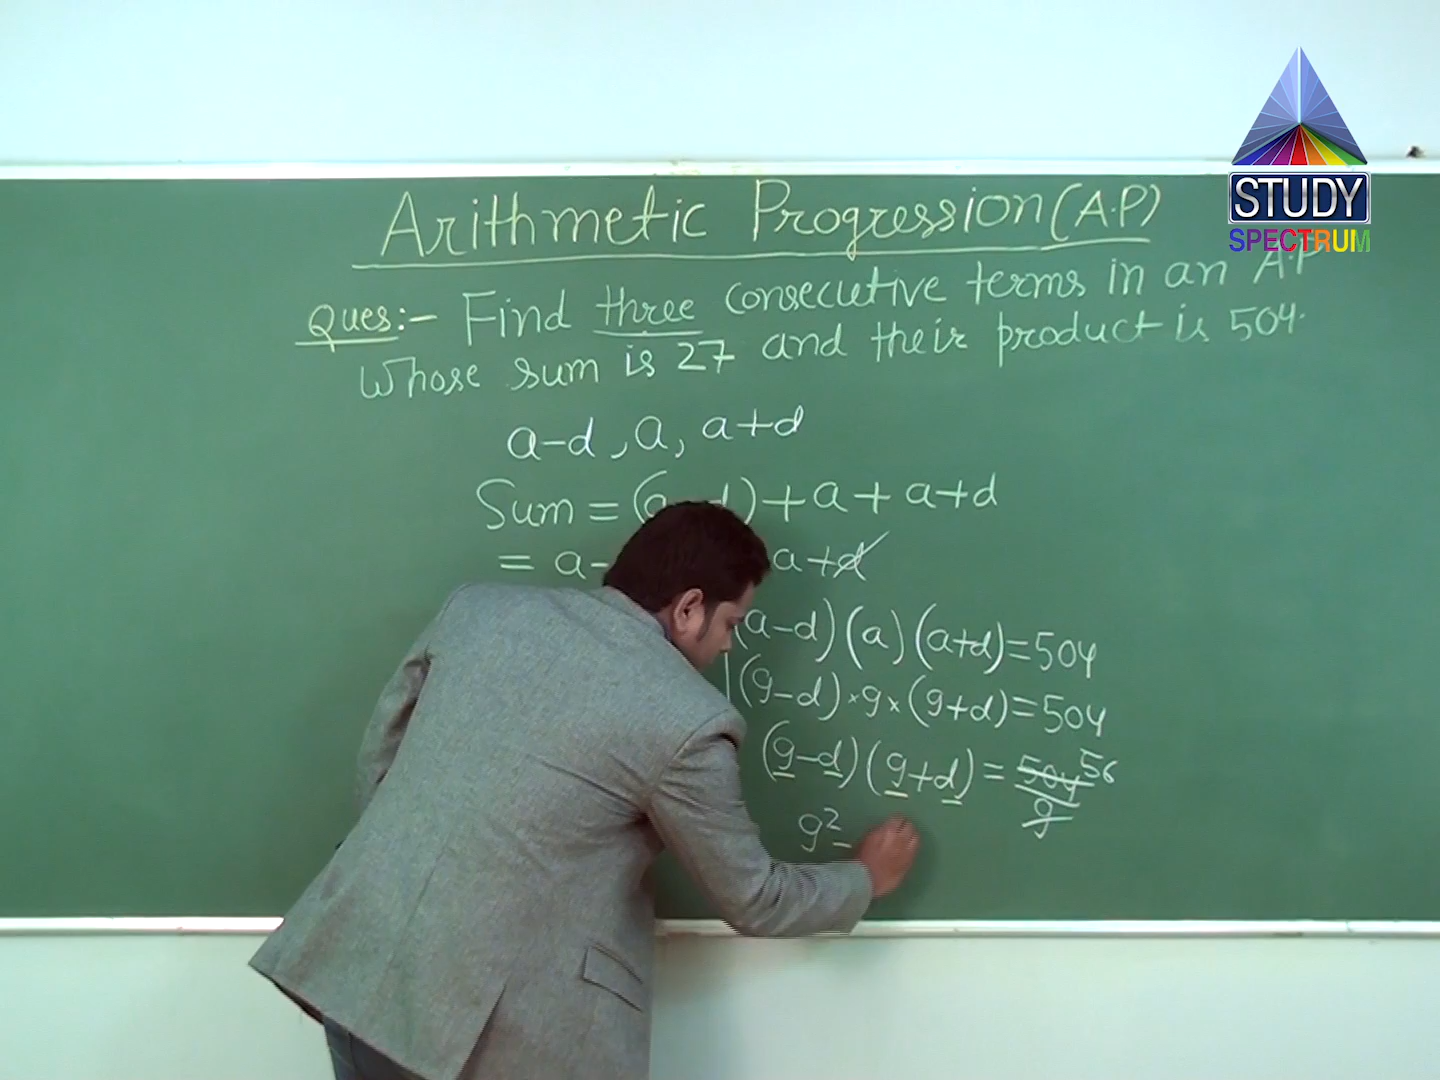 STUDY
SPECTRUM
Arithmetic Progression (A.P)
Ques:- Find three consecutive terms in an A.P
whose sum is 27 and their product is 504.
a-d, a, a+d
Sum = (a-d) + a + a+d
= a- a+d
(a-d)(a)(a+d)=504
(9-d)×9×(9+d)=504
(9-d)(9+d)= 504/9 56
9²-